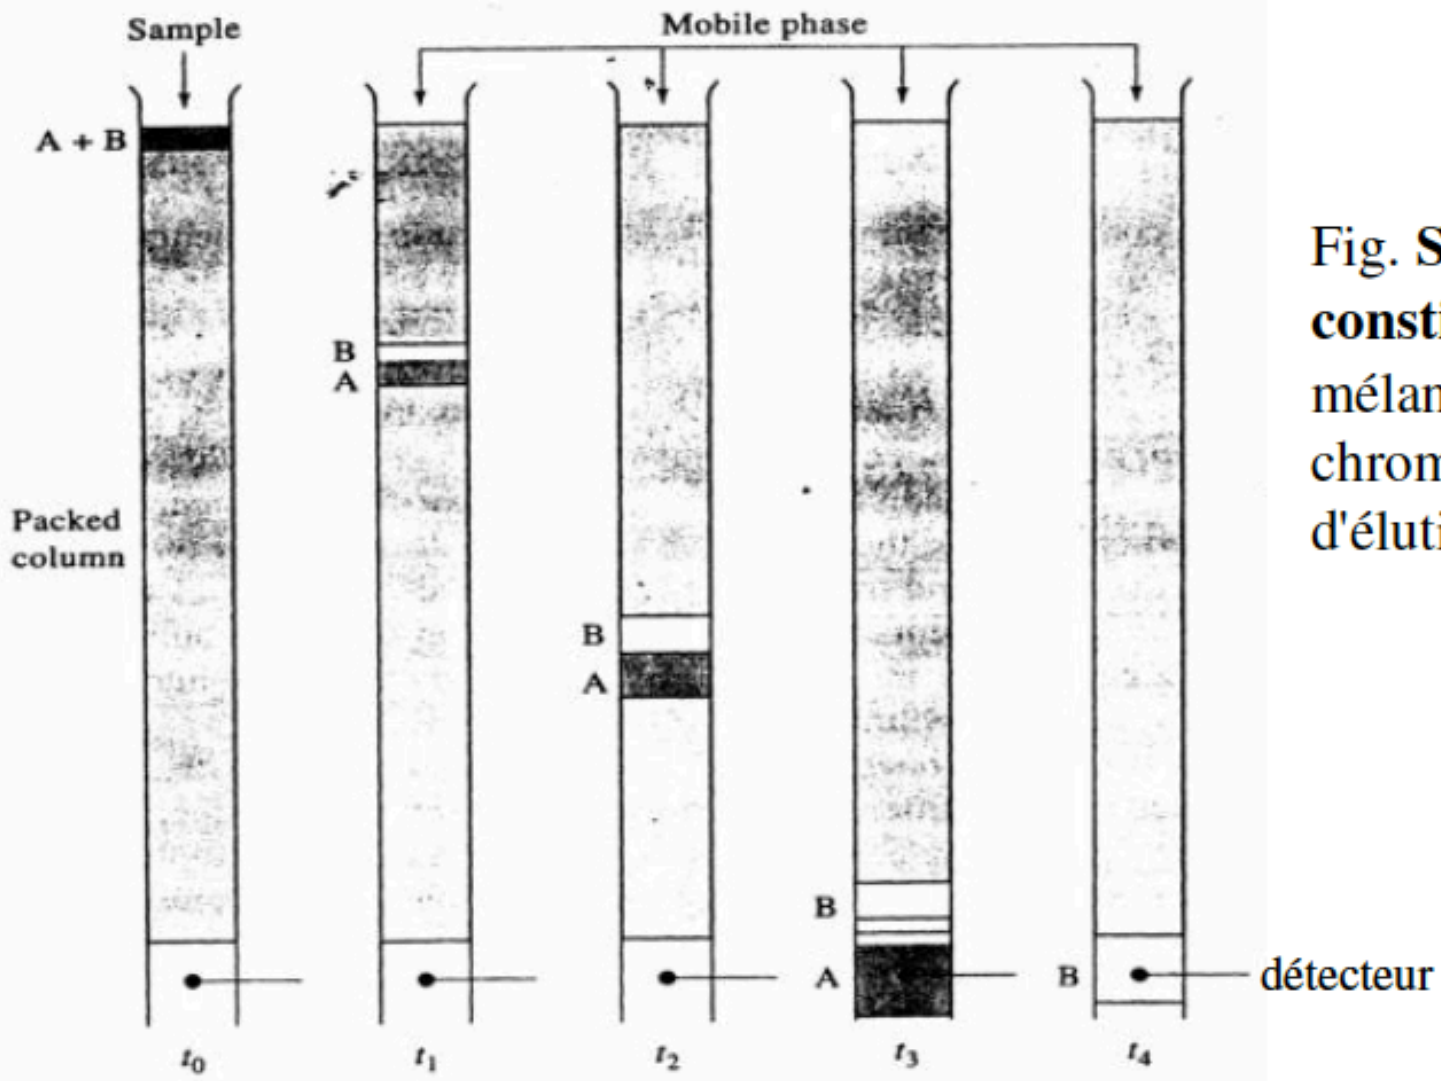 Sample
Mobile phase
A + B
B
A
Packed
column
B
A
B
A
B
détecteur
t0
t1
t2
t3
t4
Fig. S
consti
mélan
chrom
d'éluti